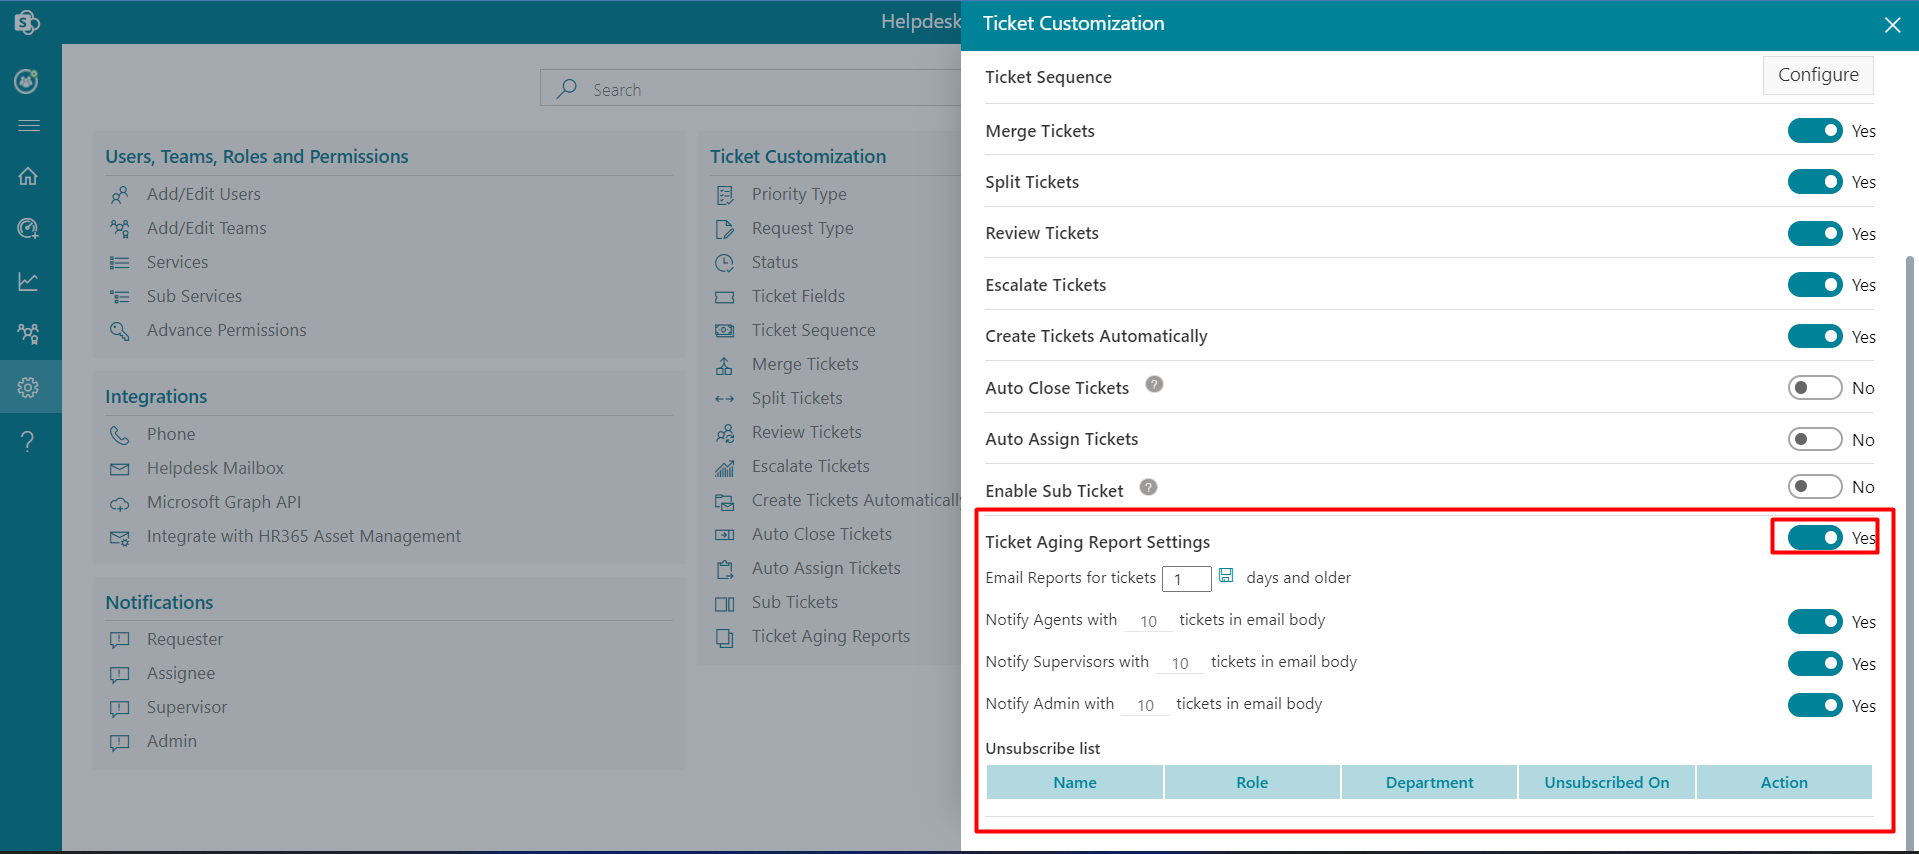 S
Helpdesk
Ticket Customization
Search
Users, Teams, Roles and Permissions
Add/Edit Users
Add/Edit Teams
Services
Sub Services
Advance Permissions
Integrations
Phone
Helpdesk Mailbox
Microsoft Graph API
Integrate with HR365 Asset Management
Notifications
Requester
Assignee
Supervisor
Admin
Ticket Customization
Priority Type
Request Type
Status
Ticket Fields
Ticket Sequence
Merge Tickets
Split Tickets
Review Tickets
Escalate Tickets
Create Tickets Automatically
Auto Close Tickets
Auto Assign Tickets
Sub Tickets
Ticket Aging Reports
Ticket Sequence Configure
Merge Tickets Yes
Split Tickets Yes
Review Tickets Yes
Escalate Tickets Yes
Create Tickets Automatically Yes
Auto Close Tickets ? No
Auto Assign Tickets No
Enable Sub Ticket ? No
Ticket Aging Report Settings Yes
Email Reports for tickets 1 days and older
Notify Agents with 10 tickets in email body Yes
Notify Supervisors with 10 tickets in email body Yes
Notify Admin with 10 tickets in email body Yes
Unsubscribe list
Name Role Department Unsubscribed On Action